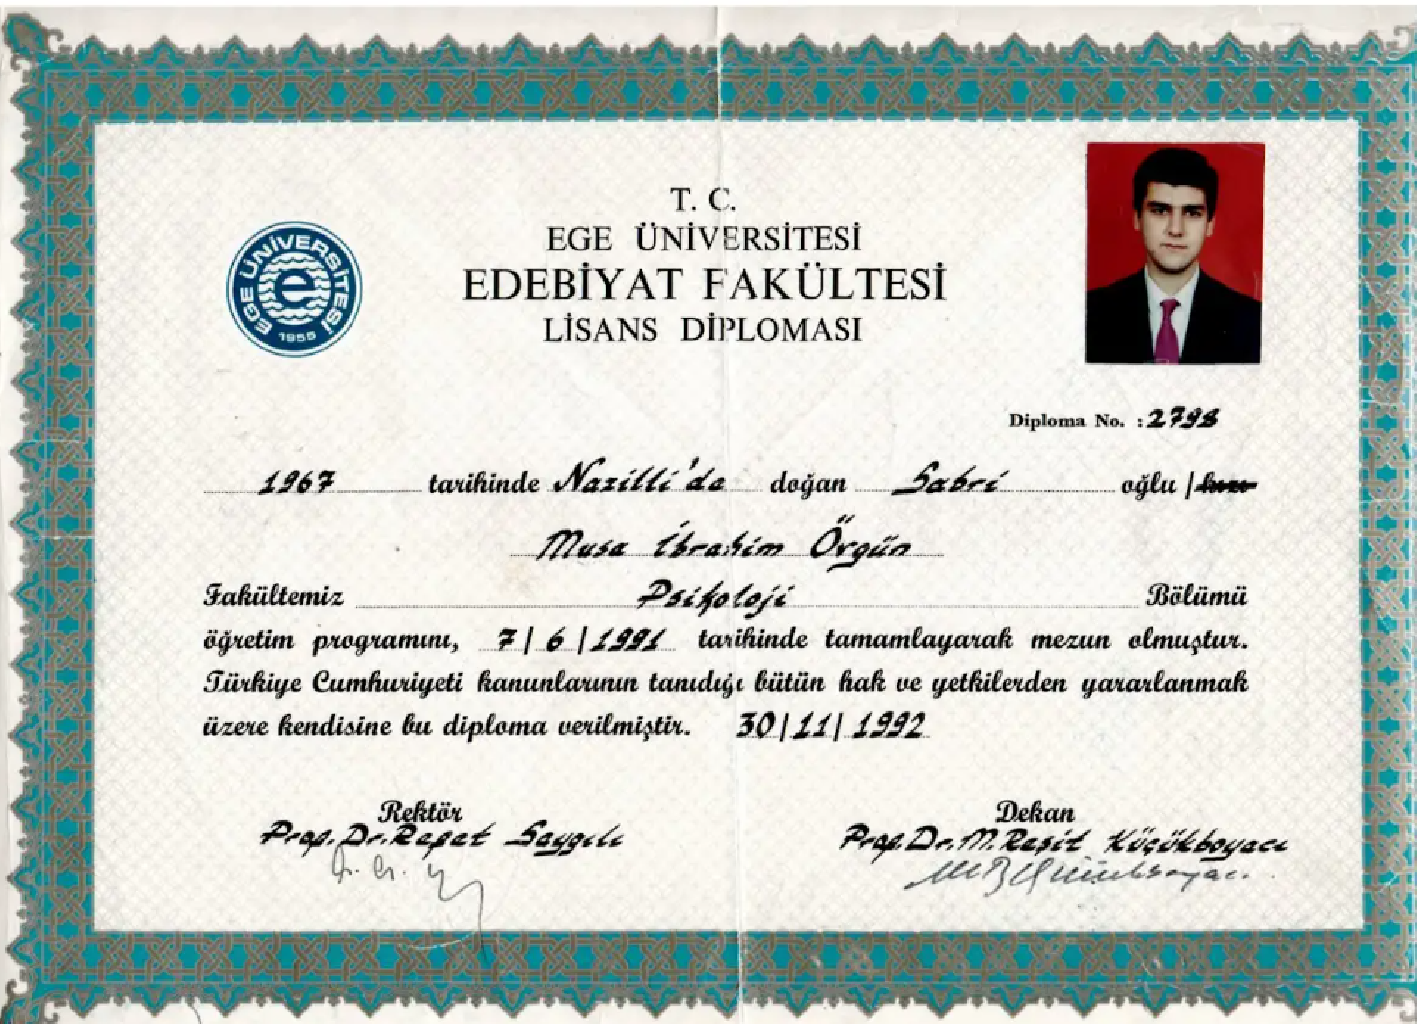 T. C.
EGE ÜNİVERSİTESİ
EDEBİYAT FAKÜLTESİ
LİSANS DİPLOMASI
EGE ÜNİVERSİTESİ
1955
Diploma No. : 2798
1967 tarihinde Nazilli'de doğan Sabri oğlu / kızı
Musa İbrahim Örgün
Fakültemiz Psikoloji Bölümü
öğretim programını, 7 / 6 / 1991 tarihinde tamamlayarak mezun olmuştur.
Türkiye Cumhuriyeti kanunlarının tanıdığı bütün hak ve yetkilerden yararlanmak
üzere kendisine bu diploma verilmiştir. 30 / 11 / 1992
Rektör
Prof. Dr. Refet Saygılı
Dekan
Prof. Dr. M. Reşit Küçükboyacı